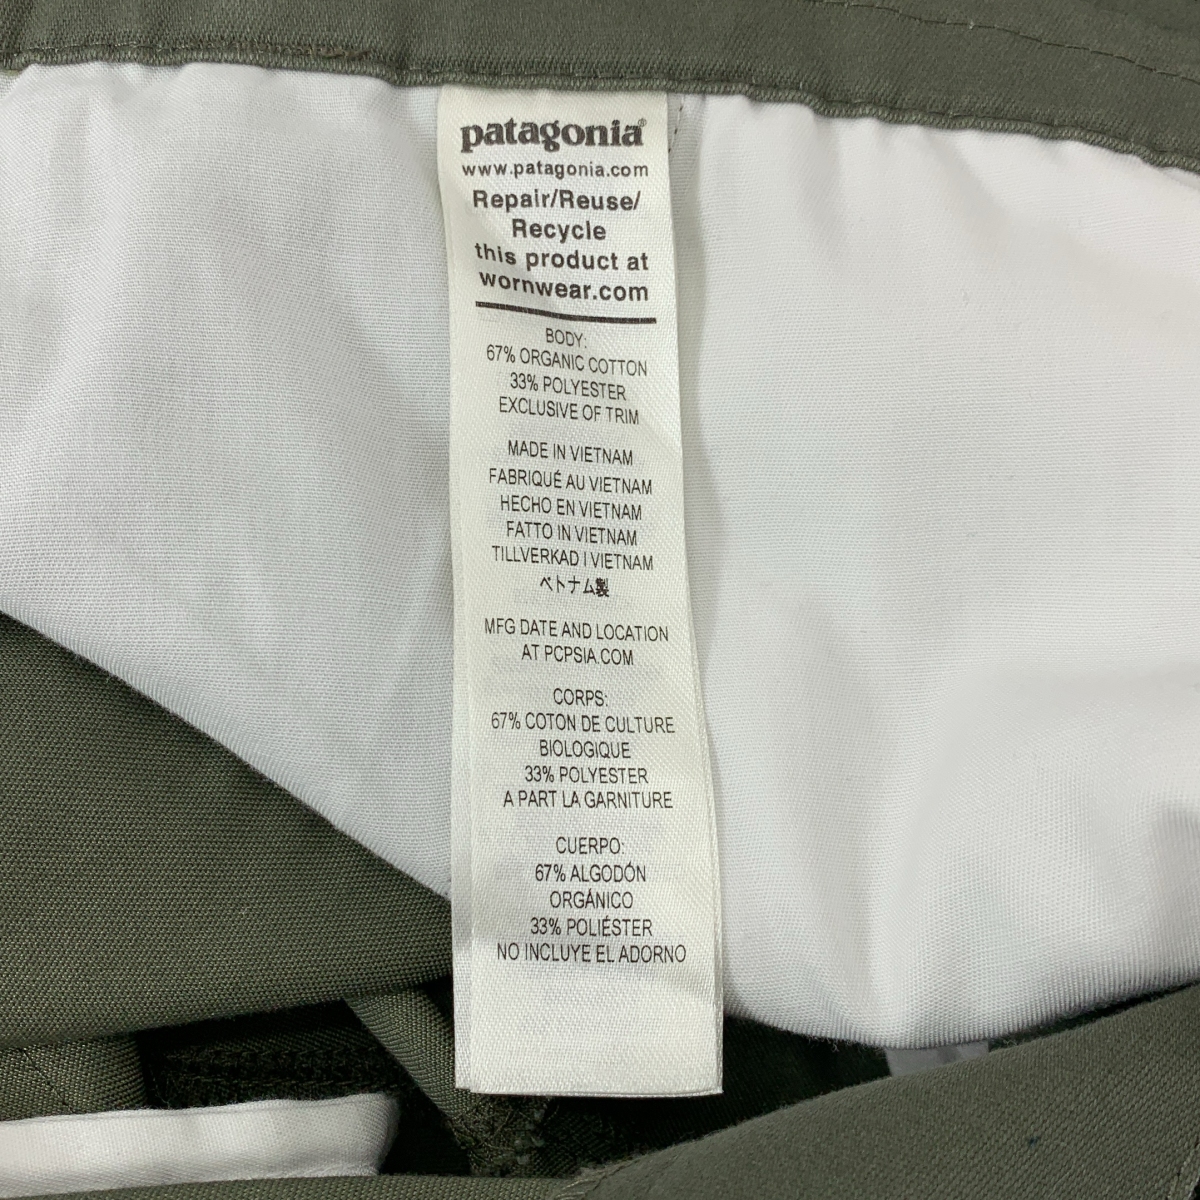 patagonia®
www.patagonia.com
Repair/Reuse/
Recycle
this product at
wornwear.com
BODY:
67% ORGANIC COTTON
33% POLYESTER
EXCLUSIVE OF TRIM
MADE IN VIETNAM
FABRIQUÉ AU VIETNAM
HECHO EN VIETNAM
FATTO IN VIETNAM
TILLVERKAD I VIETNAM
ベトナム製
MFG DATE AND LOCATION
AT PCPSIA.COM
CORPS:
67% COTON DE CULTURE
BIOLOGIQUE
33% POLYESTER
A PART LA GARNITURE
CUERPO:
67% ALGODÓN
ORGÁNICO
33% POLIÉSTER
NO INCLUYE EL ADORNO